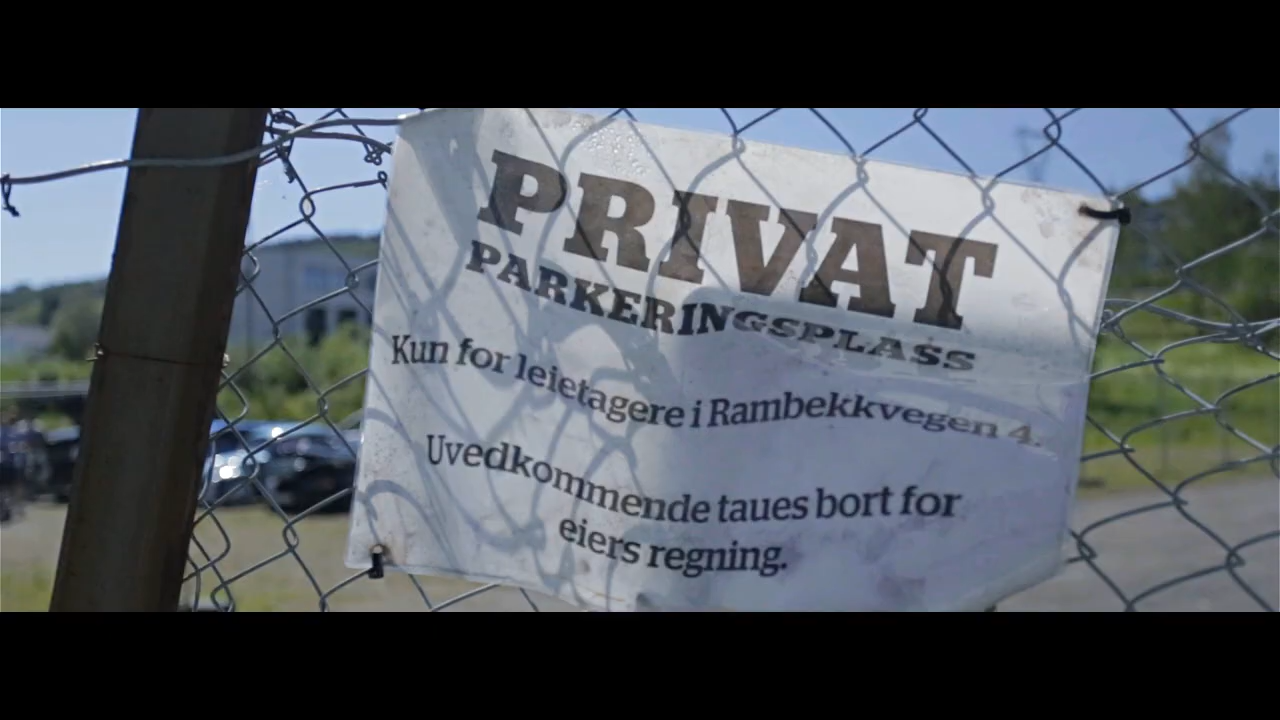 PRIVAT
PARKERINGSPLASS
Kun for leietagere i Rambekkvegen 4.
Uvedkommende taues bort for
eiers regning.